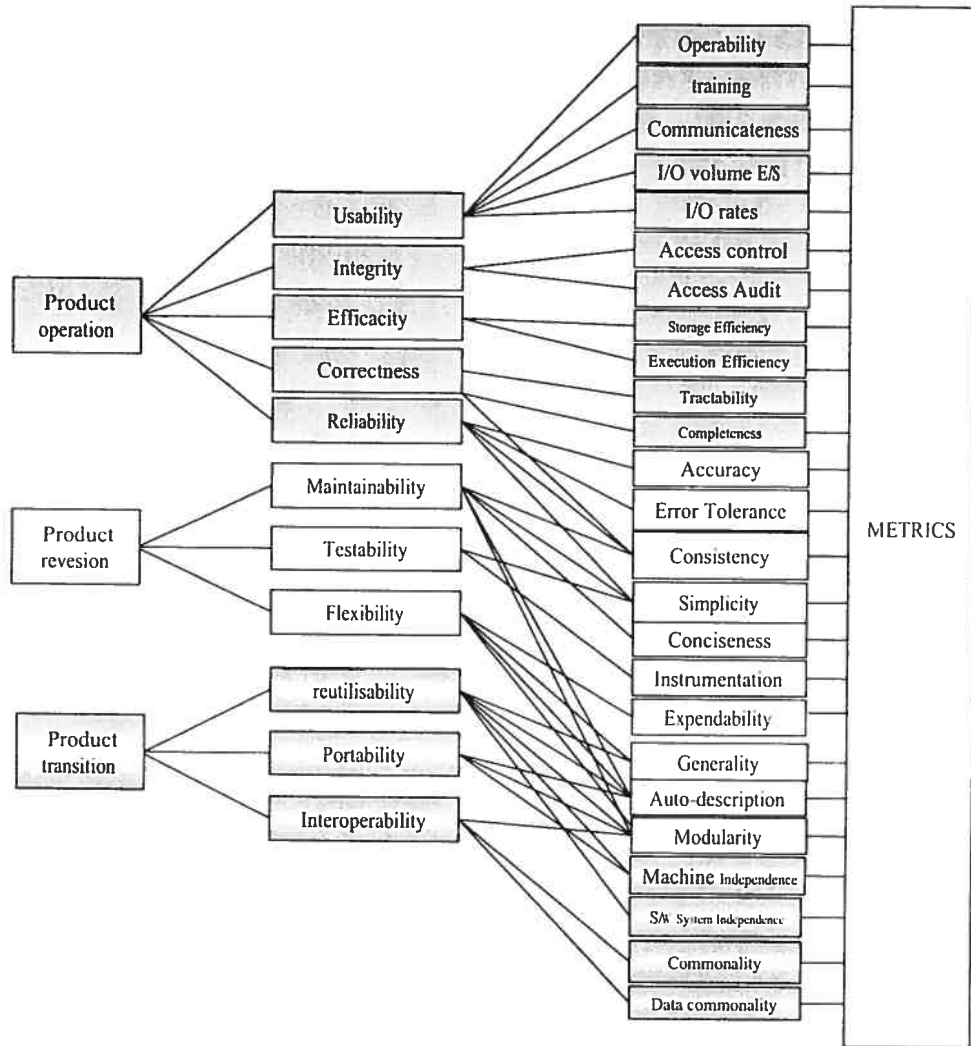 Product
operation
Product
revesion
Product
transition
Usability
Integrity
Efficacity
Correctness
Reliability
Maintainability
Testability
Flexibility
reutilisability
Portability
Interoperability
Operability
training
Communicateness
I/O volume E/S
I/O rates
Access control
Access Audit
Storage Efficiency
Execution Efficiency
Tractability
Completeness
Accuracy
Error Tolerance
Consistency
Simplicity
Conciseness
Instrumentation
Expendability
Generality
Auto-description
Modularity
Machine Independence
S/W System Independence
Commonality
Data commonality
METRICS